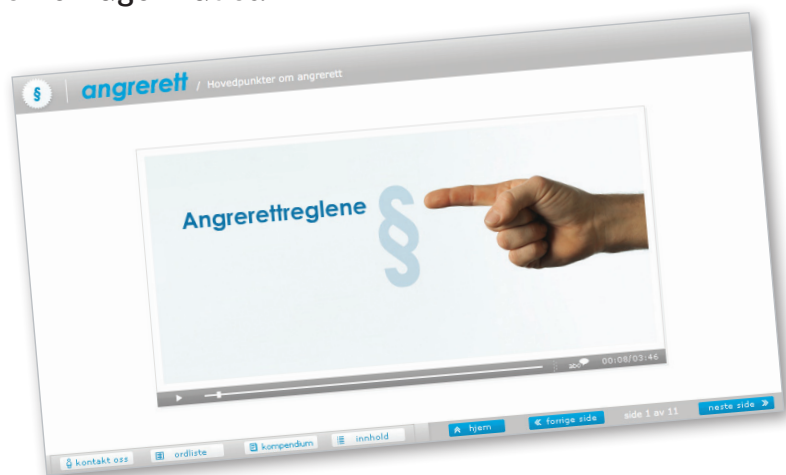 § angrerett / Hovedpunkter om angrerett
Angrerettreglene
§
abc 00:08/03:46
kontakt oss ordliste kompendium innhold hjem forrige side side 1 av 11 neste side